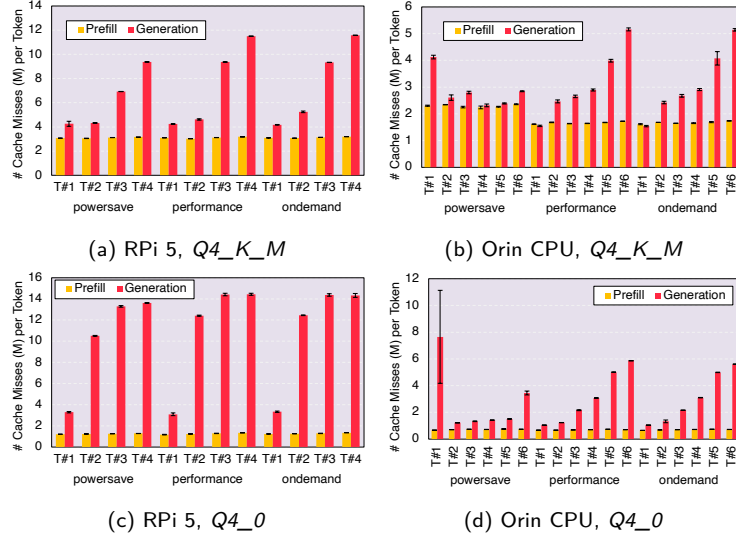 # Cache Misses (M) per Token
14
12
10
8
6
4
2
0
Prefill Generation
T#1 T#2 T#3 T#4 T#1 T#2 T#3 T#4 T#1 T#2 T#3 T#4
powersave performance ondemand
(a) RPi 5, Q4_K_M
# Cache Misses (M) per Token
6
5
4
3
2
1
0
Prefill Generation
T#1 T#2 T#3 T#4 T#5 T#6 T#1 T#2 T#3 T#4 T#5 T#6 T#1 T#2 T#3 T#4 T#5 T#6
powersave performance ondemand
(b) Orin CPU, Q4_K_M
# Cache Misses (M) per Token
16
14
12
10
8
6
4
2
0
Prefill Generation
T#1 T#2 T#3 T#4 T#1 T#2 T#3 T#4 T#1 T#2 T#3 T#4
powersave performance ondemand
(c) RPi 5, Q4_0
# Cache Misses (M) per Token
12
10
8
6
4
2
0
Prefill Generation
T#1 T#2 T#3 T#4 T#5 T#6 T#1 T#2 T#3 T#4 T#5 T#6 T#1 T#2 T#3 T#4 T#5 T#6
powersave performance ondemand
(d) Orin CPU, Q4_0